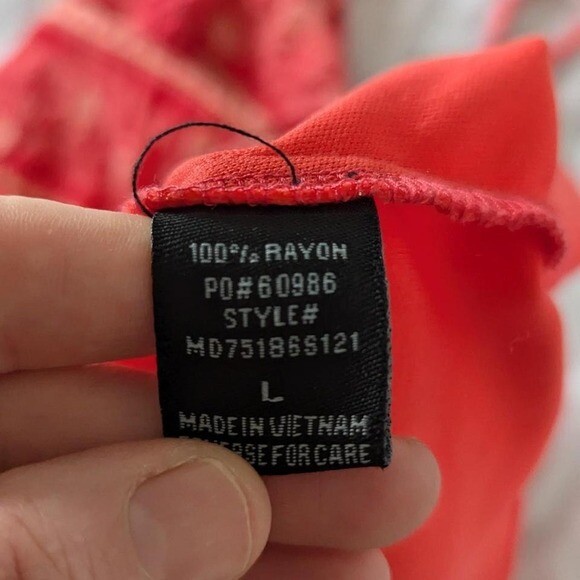 100% RAYON
PO#60986
STYLE#
MD75186S121
L
MADE IN VIETNAM
FOR CARE